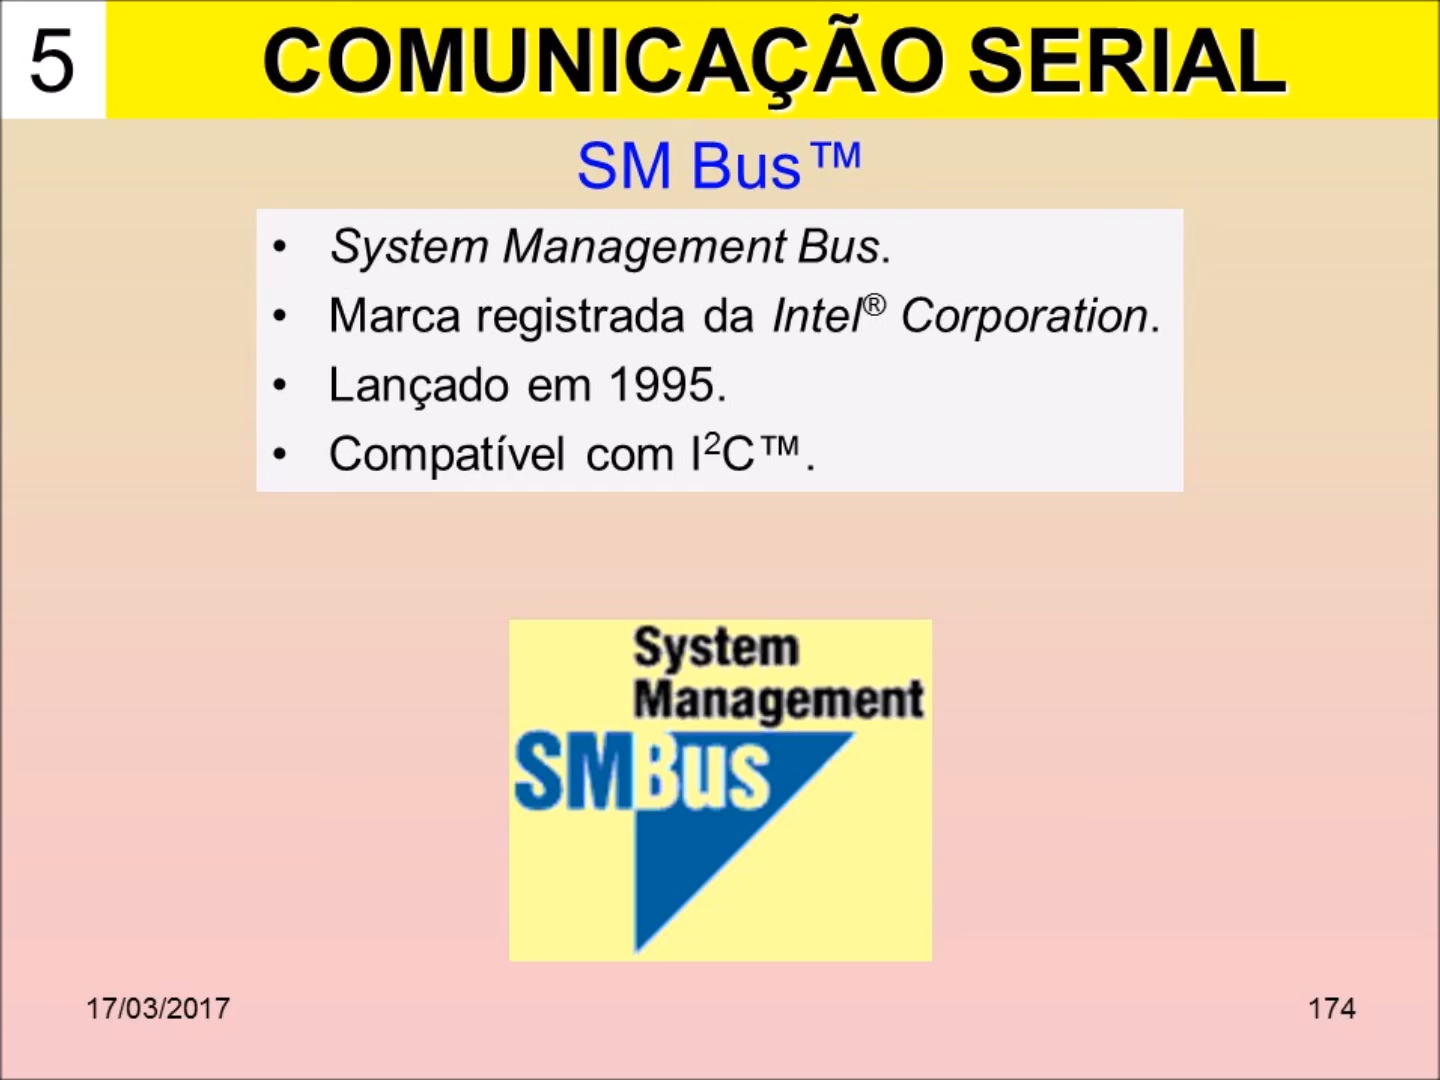 5
COMUNICAÇÃO SERIAL
SM Bus™
• System Management Bus.
• Marca registrada da Intel® Corporation.
• Lançado em 1995.
• Compatível com I²C™.
System
Management
SMBus
17/03/2017
174